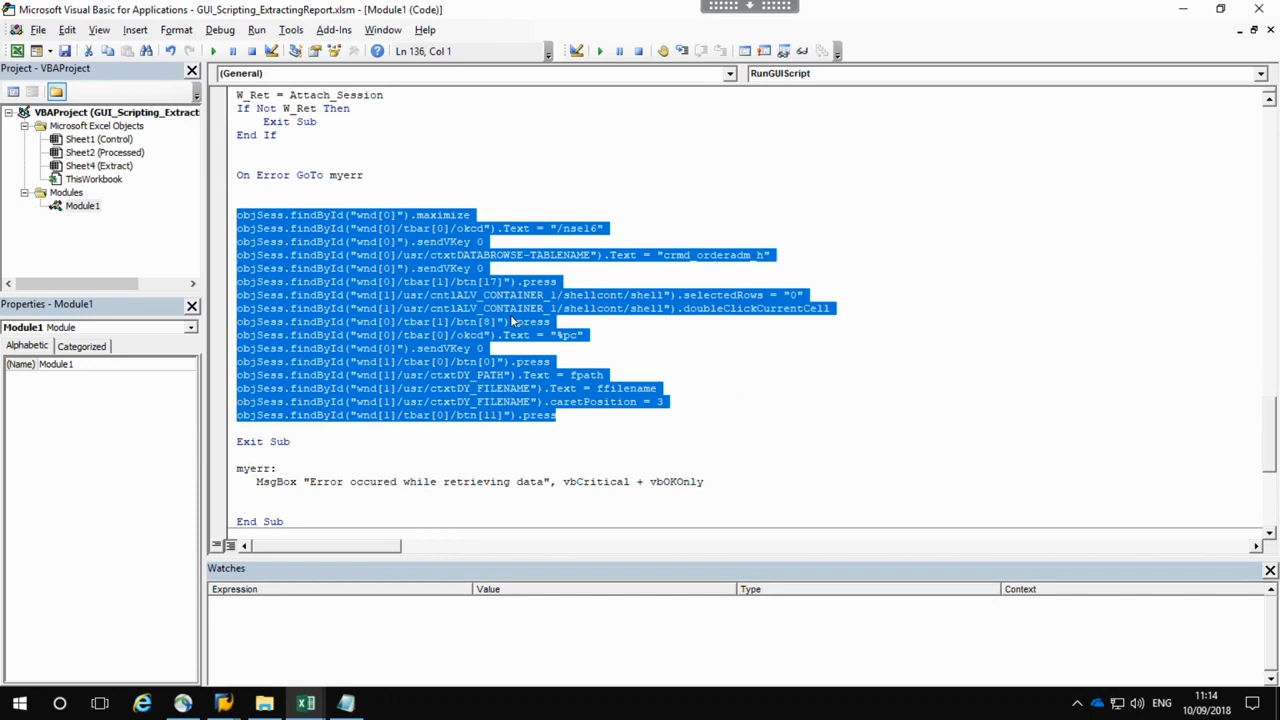 Microsoft Visual Basic for Applications - GUI_Scripting_ExtractingReport.xlsm - [Module1 (Code)]
File Edit View Insert Format Debug Run Tools Add-Ins Window Help
Ln 136, Col 1
Project - VBAProject
(General)
RunGUIScript
VBAProject (GUI_Scripting_Extract
Microsoft Excel Objects
Sheet1 (Control)
Sheet2 (Processed)
Sheet4 (Extract)
ThisWorkbook
Modules
Module1
Properties - Module1
Module1 Module
Alphabetic Categorized
(Name) Module1
W_Ret = Attach_Session
If Not W_Ret Then
Exit Sub
End If
On Error GoTo myerr
objSess.findById("wnd[0]").maximize
objSess.findById("wnd[0]/tbar[0]/okcd").Text = "/nse16"
objSess.findById("wnd[0]").sendVKey 0
objSess.findById("wnd[0]/usr/ctxtDATABROWSE-TABLENAME").Text = "crmd_orderadm_h"
objSess.findById("wnd[0]").sendVKey 0
objSess.findById("wnd[0]/tbar[1]/btn[17]").press
objSess.findById("wnd[1]/usr/cntlALV_CONTAINER_1/shellcont/shell").selectedRows = "0"
objSess.findById("wnd[1]/usr/cntlALV_CONTAINER_1/shellcont/shell").doubleClickCurrentCell
objSess.findById("wnd[0]/tbar[1]/btn[8]").press
objSess.findById("wnd[0]/tbar[0]/okcd").Text = "%pc"
objSess.findById("wnd[0]").sendVKey 0
objSess.findById("wnd[1]/tbar[0]/btn[0]").press
objSess.findById("wnd[1]/usr/ctxtDY_PATH").Text = fpath
objSess.findById("wnd[1]/usr/ctxtDY_FILENAME").Text = ffilename
objSess.findById("wnd[1]/usr/ctxtDY_FILENAME").caretPosition = 3
objSess.findById("wnd[1]/tbar[0]/btn[11]").press
Exit Sub
myerr:
MsgBox "Error occured while retrieving data", vbCritical + vbOKOnly
End Sub
Watches
Expression Value Type Context
ENG
11:14
10/09/2018